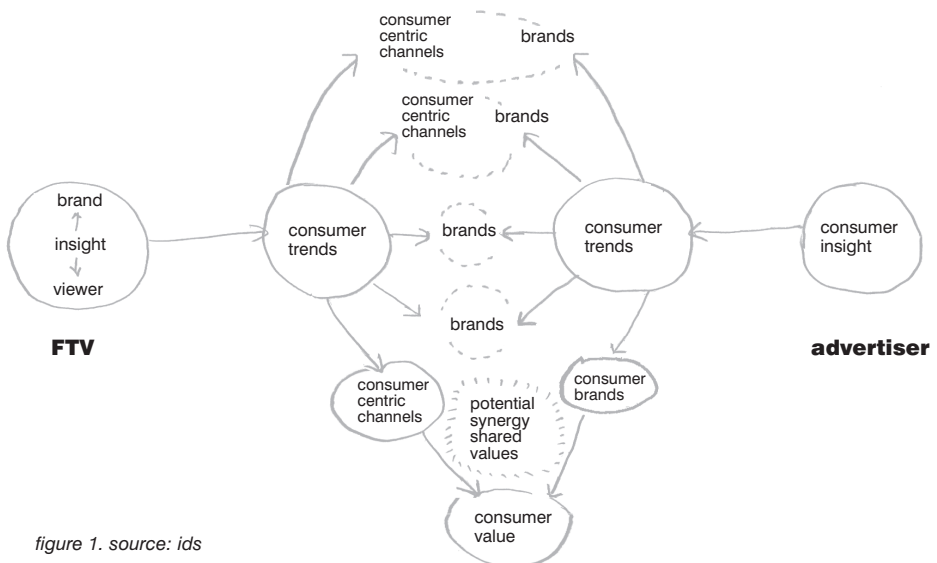 consumer
centric
channels
brands
consumer
centric
channels
brands
brand
insight
viewer
consumer
trends
brands
consumer
trends
consumer
insight
brands
FTV
advertiser
consumer
centric
channels
potential
synergy
shared
values
consumer
brands
consumer
value
figure 1. source: ids